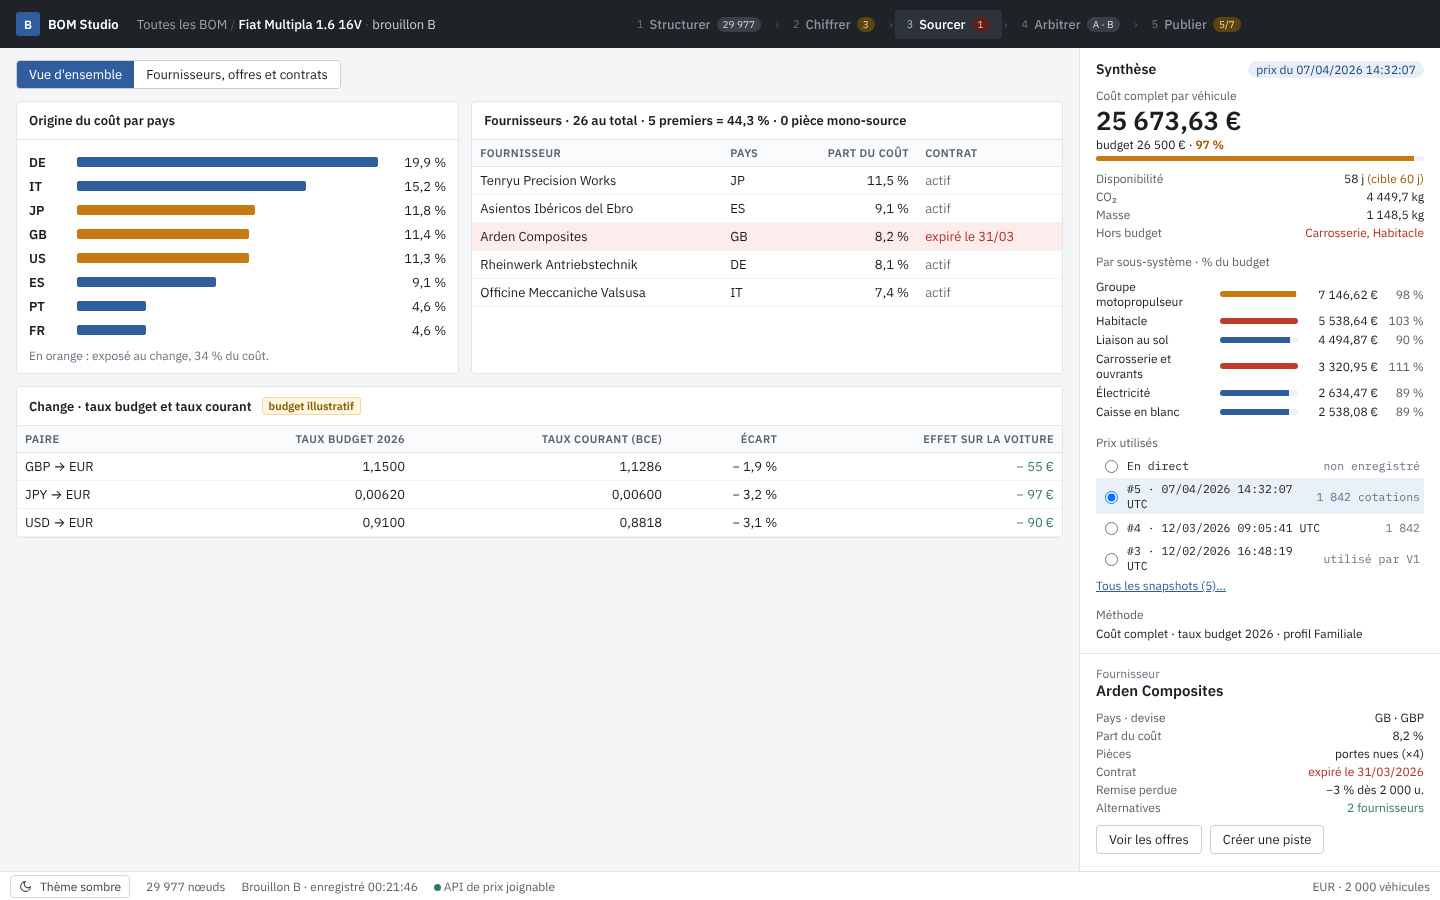 B BOM Studio Toutes les BOM / Fiat Multipla 1.6 16V · brouillon B 1 Structurer 29 977 › 2 Chiffrer 3 › 3 Sourcer 1 › 4 Arbitrer A · B › 5 Publier 5/7
Vue d'ensemble Fournisseurs, offres et contrats
Origine du coût par pays
DE 19,9 %
IT 15,2 %
JP 11,8 %
GB 11,4 %
US 11,3 %
ES 9,1 %
PT 4,6 %
FR 4,6 %
En orange : exposé au change, 34 % du coût.
Fournisseurs · 26 au total · 5 premiers = 44,3 % · 0 pièce mono-source
FOURNISSEUR PAYS PART DU COÛT CONTRAT
Tenryu Precision Works JP 11,5 % actif
Asientos Ibéricos del Ebro ES 9,1 % actif
Arden Composites GB 8,2 % expiré le 31/03
Rheinwerk Antriebstechnik DE 8,1 % actif
Officine Meccaniche Valsusa IT 7,4 % actif
Change · taux budget et taux courant budget illustratif
PAIRE TAUX BUDGET 2026 TAUX COURANT (BCE) ÉCART EFFET SUR LA VOITURE
GBP → EUR 1,1500 1,1286 − 1,9 % − 55 €
JPY → EUR 0,00620 0,00600 − 3,2 % − 97 €
USD → EUR 0,9100 0,8818 − 3,1 % − 90 €
Synthèse prix du 07/04/2026 14:32:07
Coût complet par véhicule
25 673,63 €
budget 26 500 € · 97 %
Disponibilité 58 j (cible 60 j)
CO₂ 4 449,7 kg
Masse 1 148,5 kg
Hors budget Carrosserie, Habitacle
Par sous-système · % du budget
Groupe
motopropulseur 7 146,62 € 98 %
Habitacle 5 538,64 € 103 %
Liaison au sol 4 494,87 € 90 %
Carrosserie et
ouvrants 3 320,95 € 111 %
Électricité 2 634,47 € 89 %
Caisse en blanc 2 538,08 € 89 %
Prix utilisés
En direct non enregistré
#5 · 07/04/2026 14:32:07
UTC 1 842 cotations
#4 · 12/03/2026 09:05:41 UTC 1 842
#3 · 12/02/2026 16:48:19
UTC utilisé par V1
Tous les snapshots (5)…
Méthode
Coût complet · taux budget 2026 · profil Familiale
Fournisseur
Arden Composites
Pays · devise GB · GBP
Part du coût 8,2 %
Pièces portes nues (×4)
Contrat expiré le 31/03/2026
Remise perdue −3 % dès 2 000 u.
Alternatives 2 fournisseurs
Voir les offres Créer une piste
Thème sombre 29 977 nœuds Brouillon B · enregistré 00:21:46 API de prix joignable EUR · 2 000 véhicules